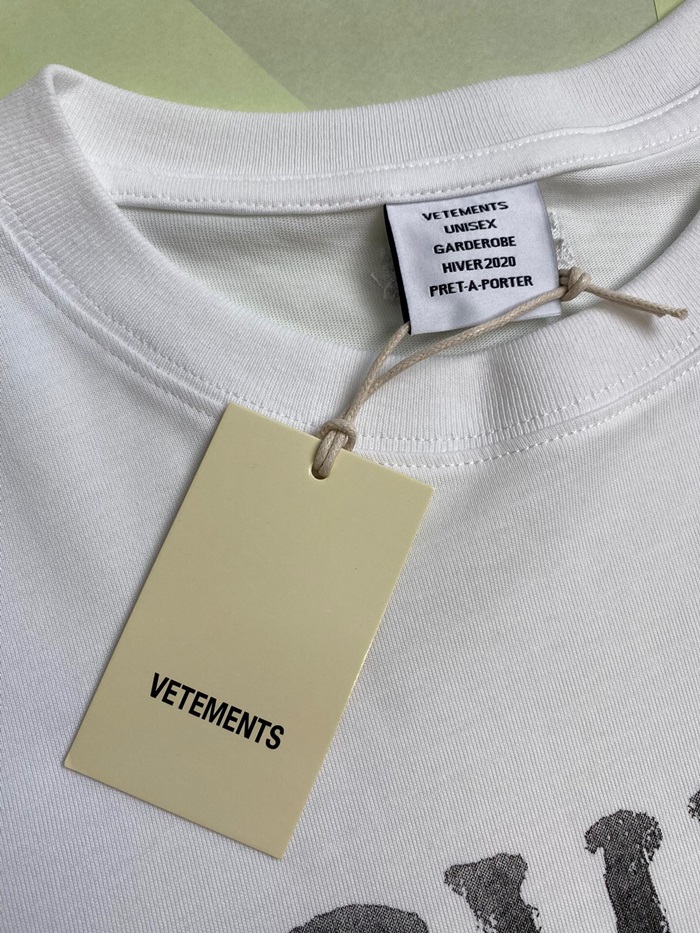 VETEMENTS
UNISEX
GARDEROBE
HIVER 2020
PRET-A-PORTER
VETEMENTS